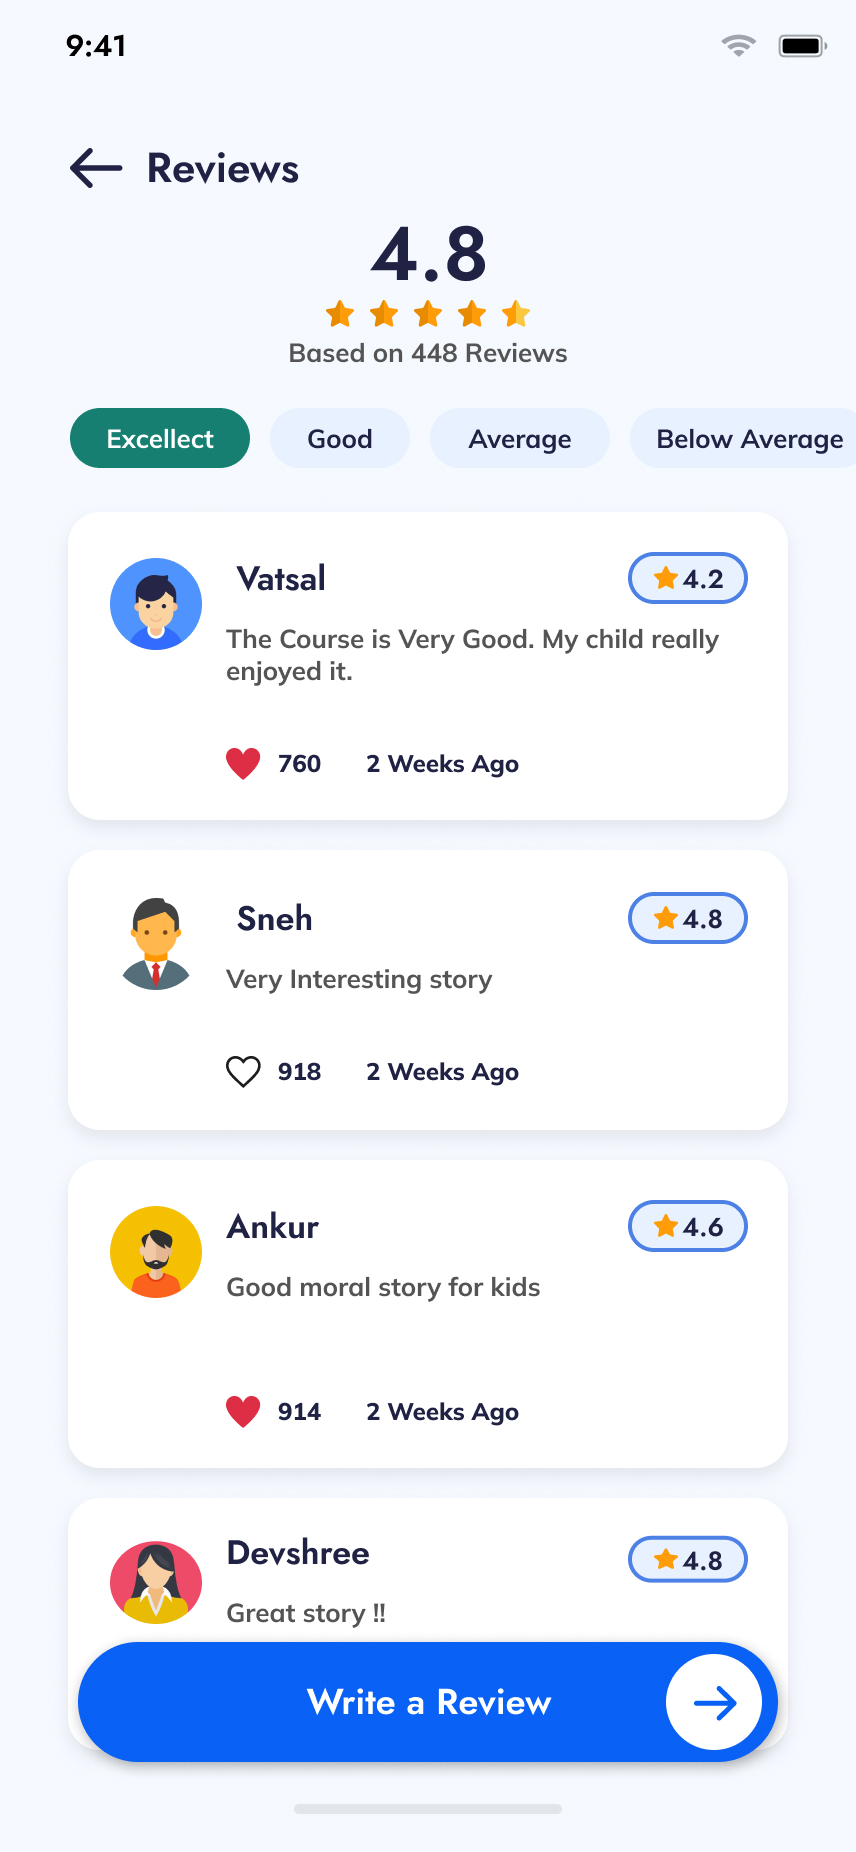 9:41
Reviews
4.8
Based on 448 Reviews
Excellect
Good
Average
Below Average
Vatsal
4.2
The Course is Very Good. My child really
enjoyed it.
760
2 Weeks Ago
Sneh
4.8
Very Interesting story
918
2 Weeks Ago
Ankur
4.6
Good moral story for kids
914
2 Weeks Ago
Devshree
4.8
Great story !!
Write a Review